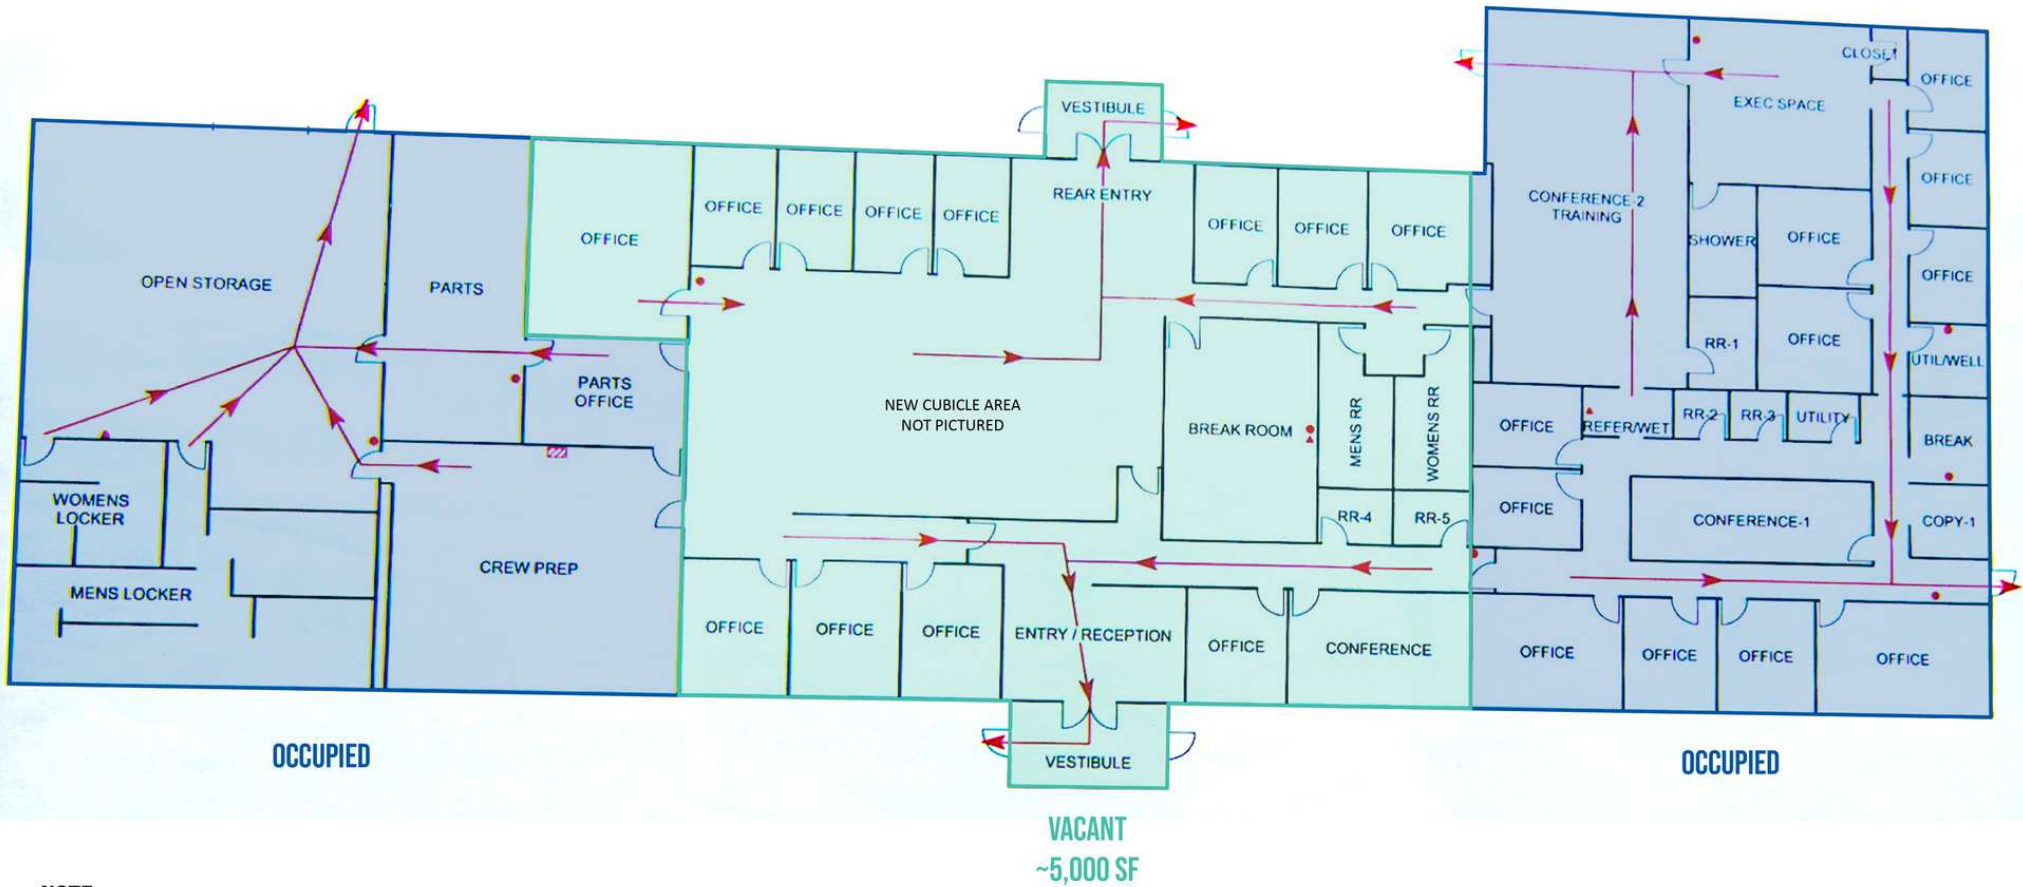 VESTIBULE
CLOSET
OFFICE
EXEC SPACE
REAR ENTRY
CONFERENCE-2
TRAINING
OFFICE
OFFICE
OFFICE
OFFICE
OFFICE
OFFICE
OFFICE
OFFICE
OFFICE
OFFICE
SHOWER
OFFICE
OPEN STORAGE
PARTS
OFFICE
RR-1
OFFICE
UTIL/WELL
PARTS
OFFICE
NEW CUBICLE AREA
NOT PICTURED
BREAK ROOM
MENS RR
WOMENS RR
OFFICE
REFER/WET
RR-2
RR-3
UTILITY
BREAK
WOMENS
LOCKER
RR-4
RR-5
OFFICE
CONFERENCE-1
COPY-1
CREW PREP
MENS LOCKER
OFFICE
OFFICE
OFFICE
ENTRY / RECEPTION
OFFICE
CONFERENCE
OFFICE
OFFICE
OFFICE
OFFICE
VESTIBULE
OCCUPIED
OCCUPIED
VACANT
~5,000 SF